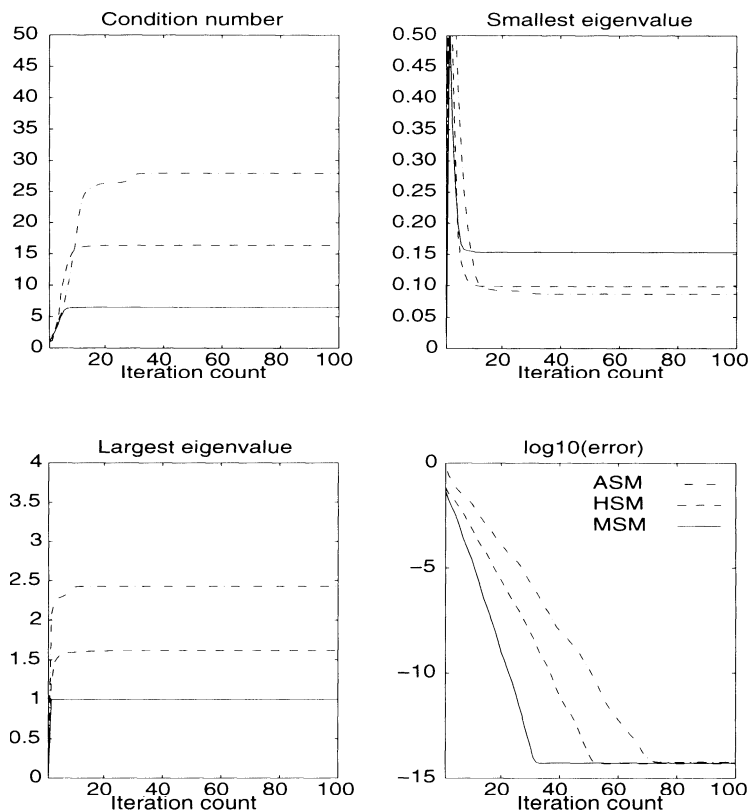 Condition number
50
45
40
35
30
25
20
15
10
5
0
20 40 60 80 100
Iteration count
Smallest eigenvalue
0.50
0.45
0.40
0.35
0.30
0.25
0.20
0.15
0.10
0.05
0
20 40 60 80 100
Iteration count
Largest eigenvalue
4
3.5
3
2.5
2
1.5
1
0.5
0
20 40 60 80 100
Iteration count
log10(error)
0
−5
−10
−15
ASM
HSM
MSM
20 40 60 80 100
Iteration count